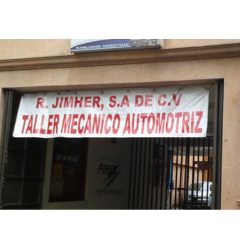 R. JIMHER, S.A DE C.V
TALLER MECANICO AUTOMOTRIZ